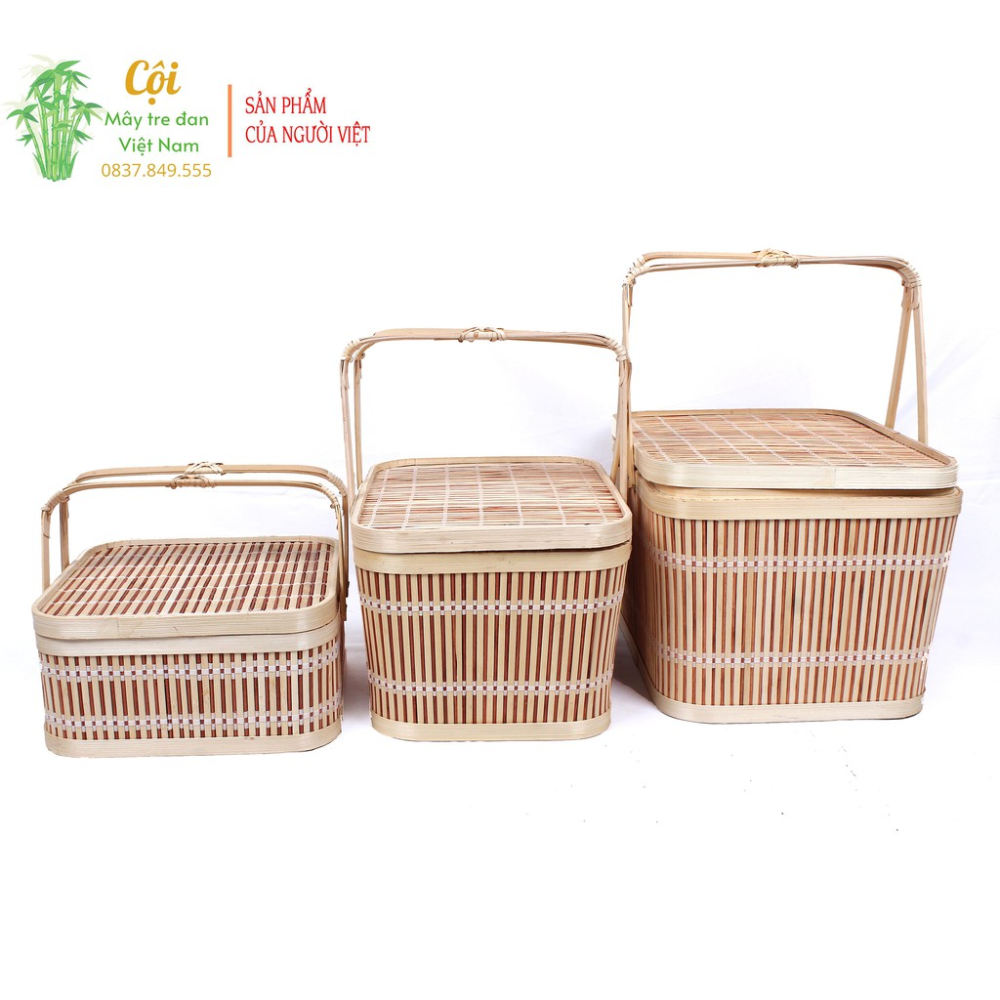 Cội
Mây tre đan
Việt Nam
0837.849.555
SẢN PHẨM
CỦA NGƯỜI VIỆT